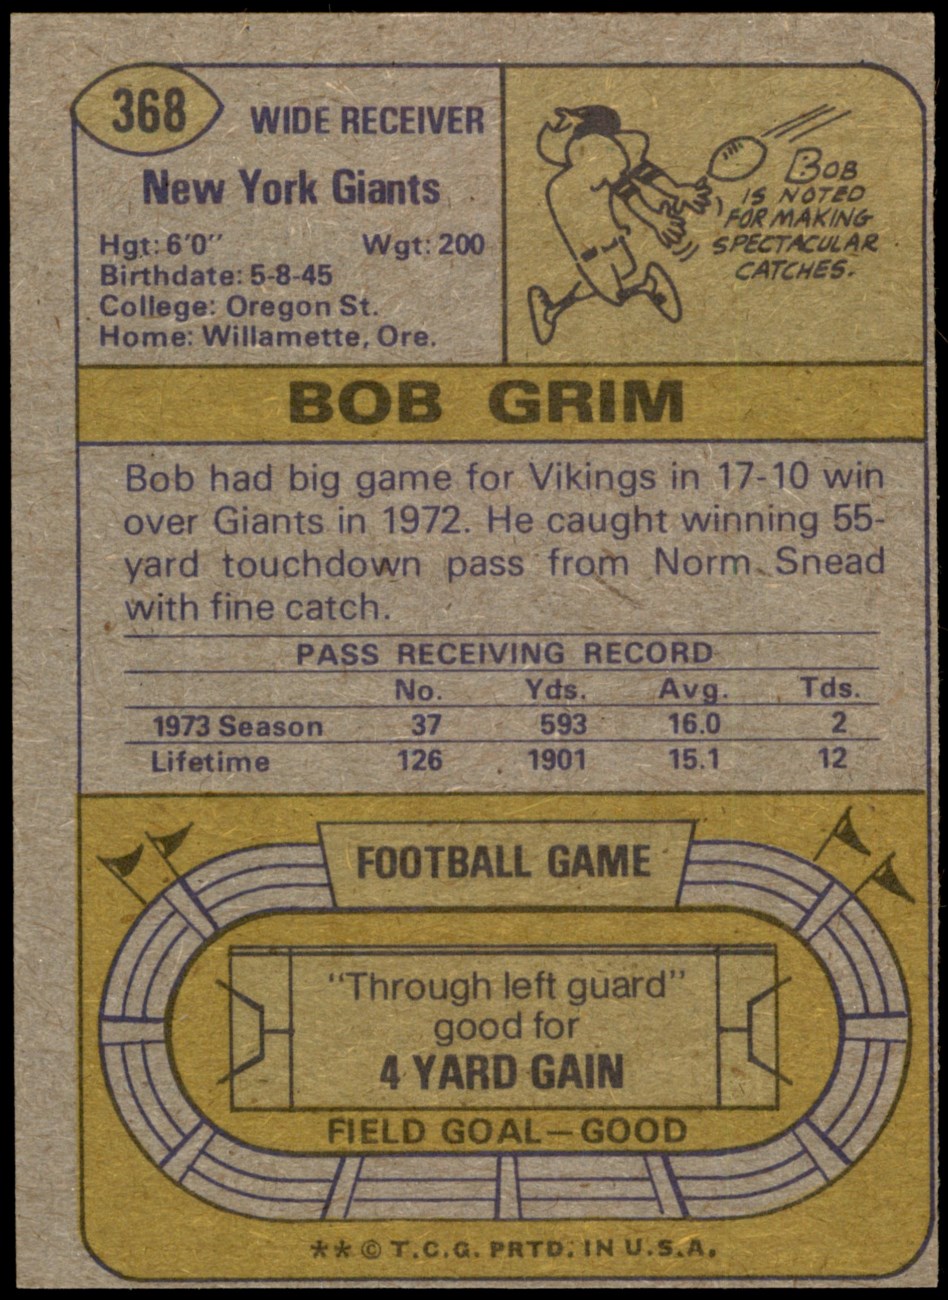 368
WIDE RECEIVER
New York Giants
Hgt: 6'0" Wgt: 200
Birthdate: 5-8-45
College: Oregon St.
Home: Willamette, Ore.
BOB
IS NOTED
FOR MAKING
SPECTACULAR
CATCHES.
BOB GRIM
Bob had big game for Vikings in 17-10 win
over Giants in 1972. He caught winning 55-
yard touchdown pass from Norm Snead
with fine catch.
PASS RECEIVING RECORD
No. Yds. Avg. Tds.
1973 Season 37 593 16.0 2
Lifetime 126 1901 15.1 12
FOOTBALL GAME
"Through left guard"
good for
4 YARD GAIN
FIELD GOAL—GOOD
** © T.C.G. PRTD. IN U.S.A.